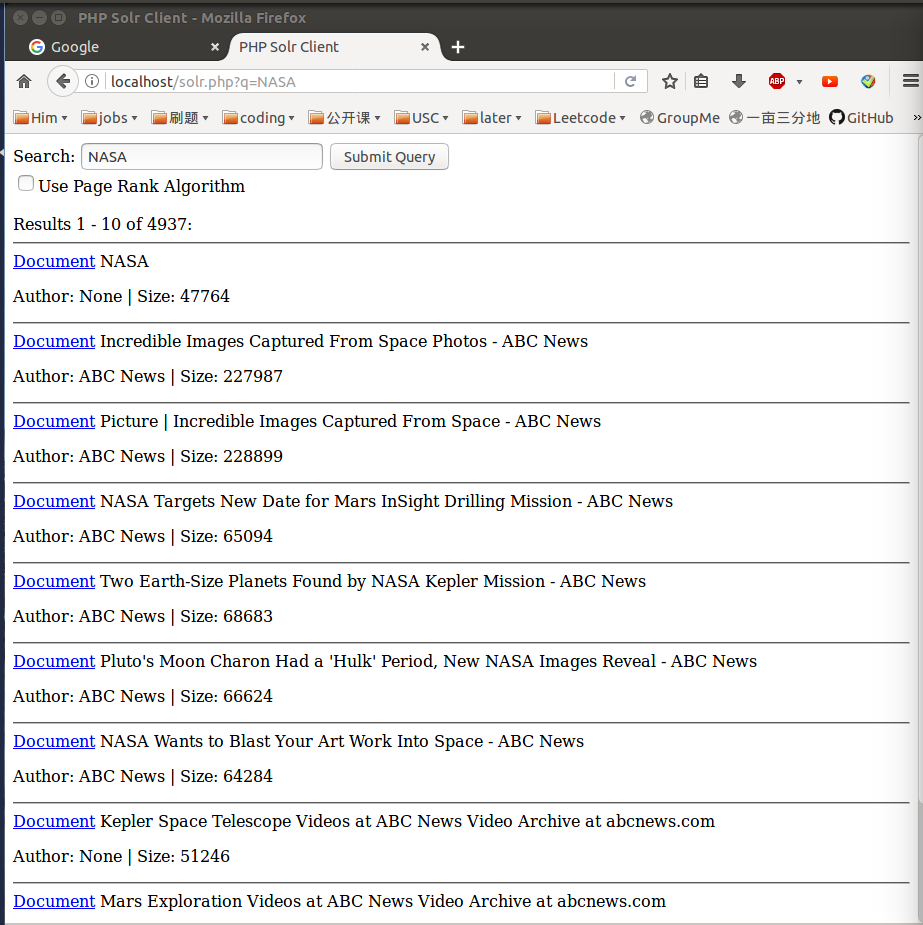 PHP Solr Client - Mozilla Firefox
Google PHP Solr Client
localhost/solr.php?q=NASA ABP
Him jobs 刷题 coding 公开课 USC later Leetcode GroupMe 一亩三分地 GitHub »
Search: NASA Submit Query
Use Page Rank Algorithm
Results 1 - 10 of 4937:
Document NASA
Author: None | Size: 47764
Document Incredible Images Captured From Space Photos - ABC News
Author: ABC News | Size: 227987
Document Picture | Incredible Images Captured From Space - ABC News
Author: ABC News | Size: 228899
Document NASA Targets New Date for Mars InSight Drilling Mission - ABC News
Author: ABC News | Size: 65094
Document Two Earth-Size Planets Found by NASA Kepler Mission - ABC News
Author: ABC News | Size: 68683
Document Pluto's Moon Charon Had a 'Hulk' Period, New NASA Images Reveal - ABC News
Author: ABC News | Size: 66624
Document NASA Wants to Blast Your Art Work Into Space - ABC News
Author: ABC News | Size: 64284
Document Kepler Space Telescope Videos at ABC News Video Archive at abcnews.com
Author: None | Size: 51246
Document Mars Exploration Videos at ABC News Video Archive at abcnews.com